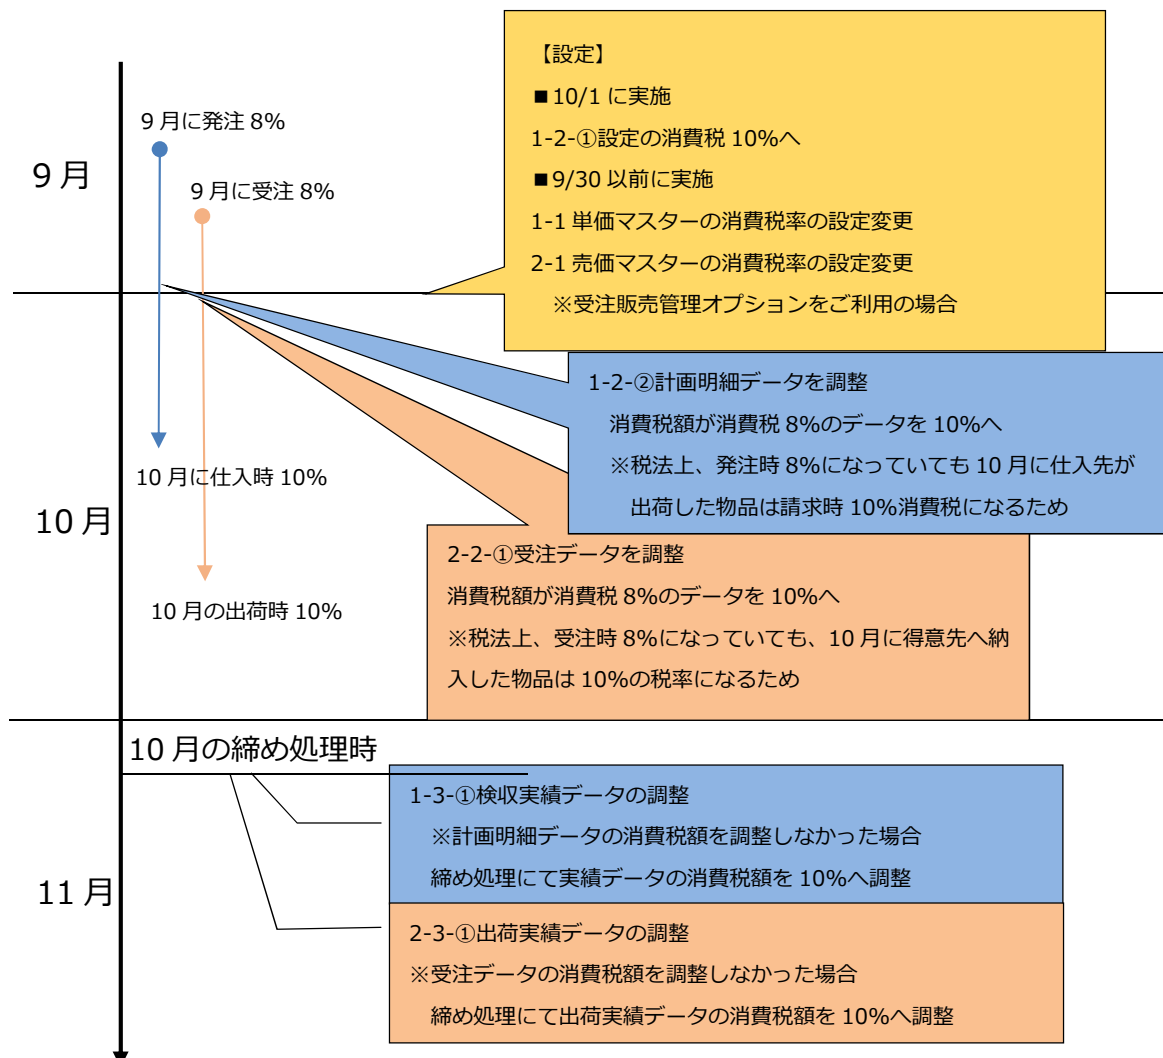 【設定】
■10/1 に実施
1-2-①設定の消費税 10%へ
■9/30 以前に実施
1-1 単価マスターの消費税率の設定変更
2-1 売価マスターの消費税率の設定変更
※受注販売管理オプションをご利用の場合
9 月に発注 8%
9 月
9 月に受注 8%
1-2-②計画明細データを調整
消費税額が消費税 8%のデータを 10%へ
※税法上、発注時 8%になっていても 10 月に仕入先が
出荷した物品は請求時 10%消費税になるため
10 月に仕入時 10%
10 月
10 月の出荷時 10%
2-2-①受注データを調整
消費税額が消費税 8%のデータを 10%へ
※税法上、受注時 8%になっていても、10 月に得意先へ納
入した物品は 10%の税率になるため
10 月の締め処理時
1-3-①検収実績データの調整
※計画明細データの消費税額を調整しなかった場合
締め処理にて実績データの消費税額を 10%へ調整
11 月
2-3-①出荷実績データの調整
※受注データの消費税額を調整しなかった場合
締め処理にて出荷実績データの消費税額を 10%へ調整